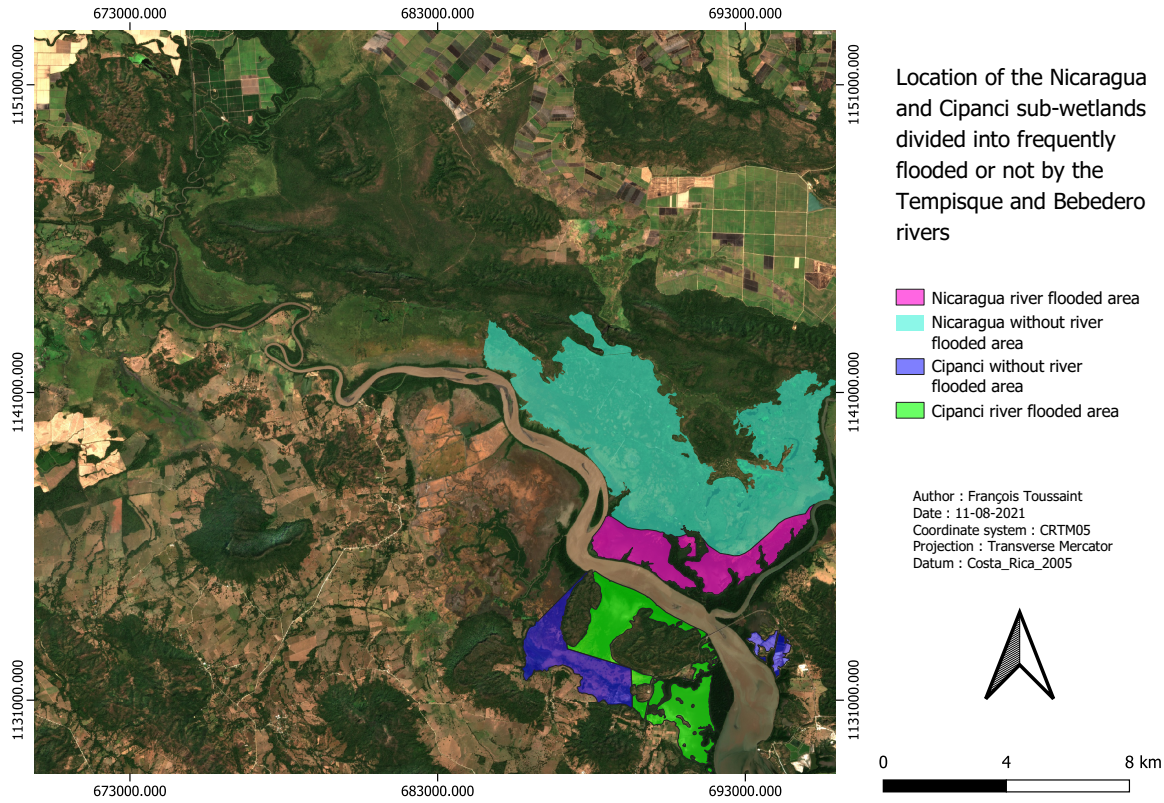 673000.000
683000.000
693000.000
1151000.000
1151000.000
Location of the Nicaragua
and Cipanci sub-wetlands
divided into frequently
flooded or not by the
Tempisque and Bebedero
rivers
Nicaragua river flooded area
Nicaragua without river
flooded area
Cipanci without river
flooded area
Cipanci river flooded area
1141000.000
1141000.000
Author : François Toussaint
Date : 11-08-2021
Coordinate system : CRTM05
Projection : Transverse Mercator
Datum : Costa_Rica_2005
1131000.000
1131000.000
0
4
8 km
673000.000
683000.000
693000.000